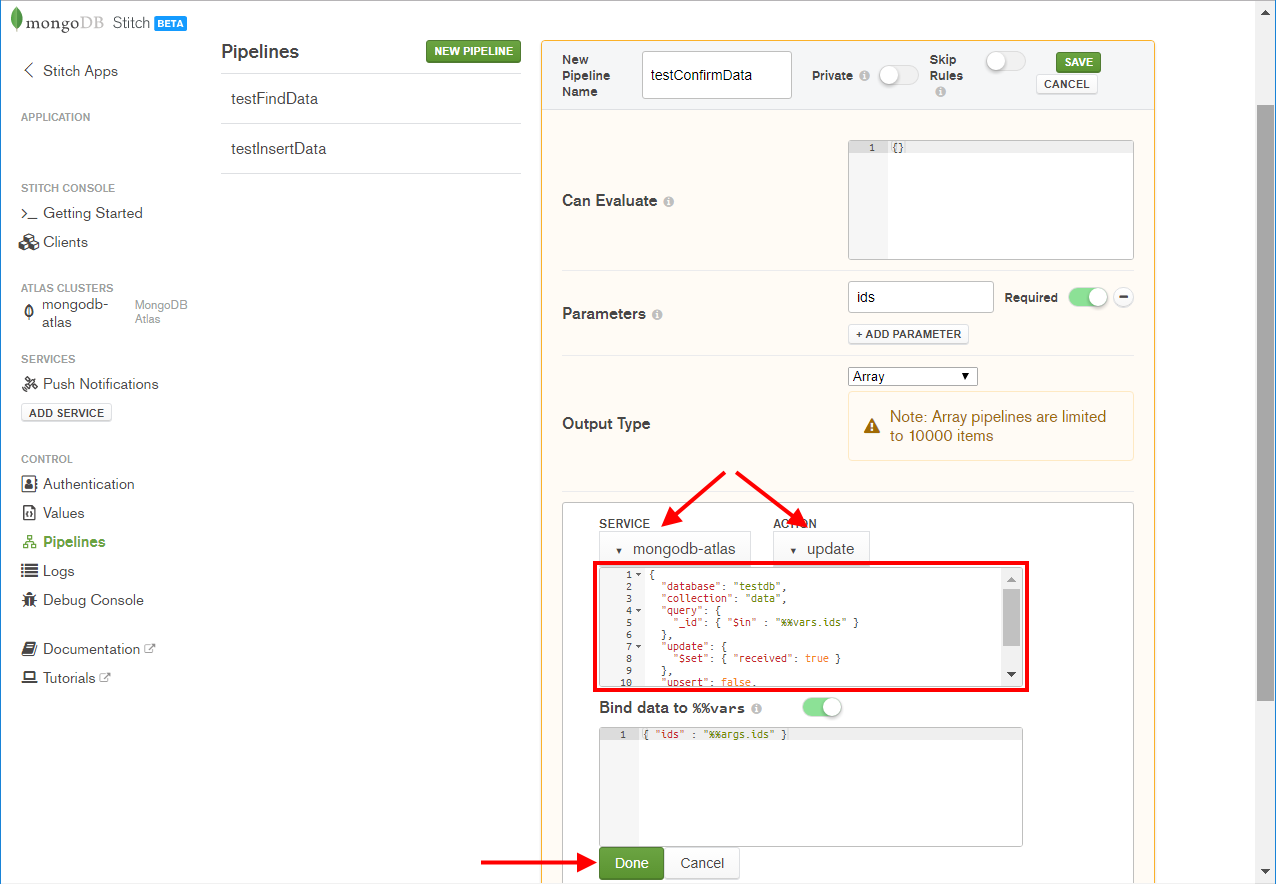 mongoDB Stitch BETA
Stitch Apps
APPLICATION
STITCH CONSOLE
Getting Started
Clients
ATLAS CLUSTERS
mongodb-
atlas
MongoDB
Atlas
SERVICES
Push Notifications
ADD SERVICE
CONTROL
Authentication
Values
Pipelines
Logs
Debug Console
Documentation
Tutorials
Pipelines
NEW PIPELINE
testFindData
testInsertData
New
Pipeline
Name
testConfirmData
Private
Skip
Rules
SAVE
CANCEL
Can Evaluate
1 {}
Parameters
ids
Required
+ ADD PARAMETER
Output Type
Array
Note: Array pipelines are limited
to 10000 items
SERVICE
mongodb-atlas
ACTION
update
1 {
2 "database": "testdb",
3 "collection": "data",
4 "query": {
5 "_id": { "$in" : "%%vars.ids" }
6 },
7 "update": {
8 "$set": { "received": true }
9 },
10 "upsert": false,
Bind data to %%vars
1 { "ids" : "%%args.ids" }
Done
Cancel